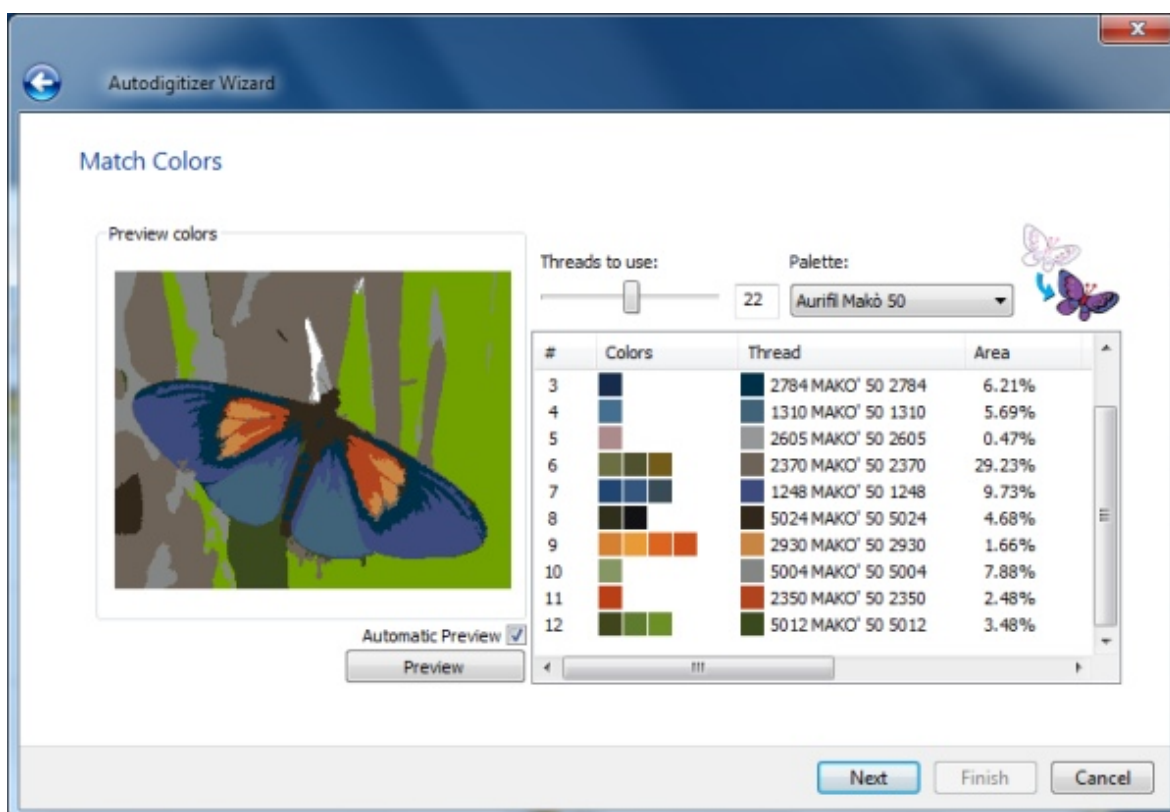 x
Autodigitizer Wizard
Match Colors
Preview colors
Threads to use:
Palette:
22
Aurifil Makò 50
# Colors Thread Area
3 2784 MAKO' 50 2784 6.21%
4 1310 MAKO' 50 1310 5.69%
5 2605 MAKO' 50 2605 0.47%
6 2370 MAKO' 50 2370 29.23%
7 1248 MAKO' 50 1248 9.73%
8 5024 MAKO' 50 5024 4.68%
9 2930 MAKO' 50 2930 1.66%
10 5004 MAKO' 50 5004 7.88%
11 2350 MAKO' 50 2350 2.48%
12 5012 MAKO' 50 5012 3.48%
Automatic Preview
Preview
Next Finish Cancel